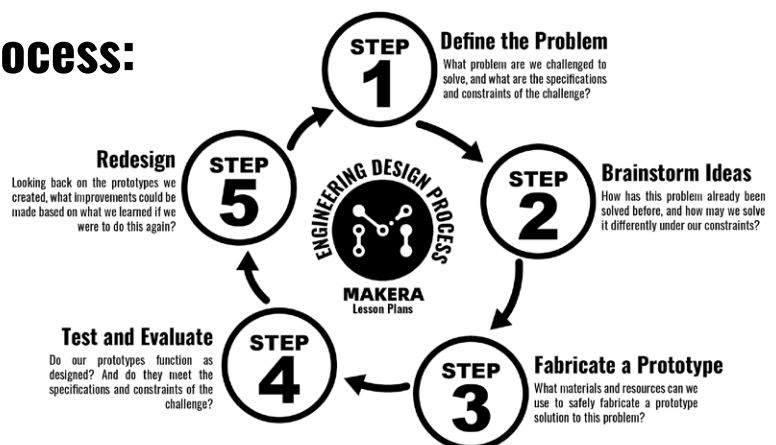 ocess:
STEP
1
Define the Problem
What problem are we challenged to
solve, and what are the specifications
and constraints of the challenge?
STEP
2
Brainstorm Ideas
How has this problem already been
solved before, and how may we solve
it differently under our constraints?
STEP
3
Fabricate a Prototype
What materials and resources can we
use to safely fabricate a prototype
solution to this problem?
STEP
4
Test and Evaluate
Do our prototypes function as
designed? And do they meet the
specifications and constraints of the
challenge?
STEP
5
Redesign
Looking back on the prototypes we
created, what improvements could be
made based on what we learned if we
were to do this again?
ENGINEERING DESIGN PROCESS
MAKERA
Lesson Plans